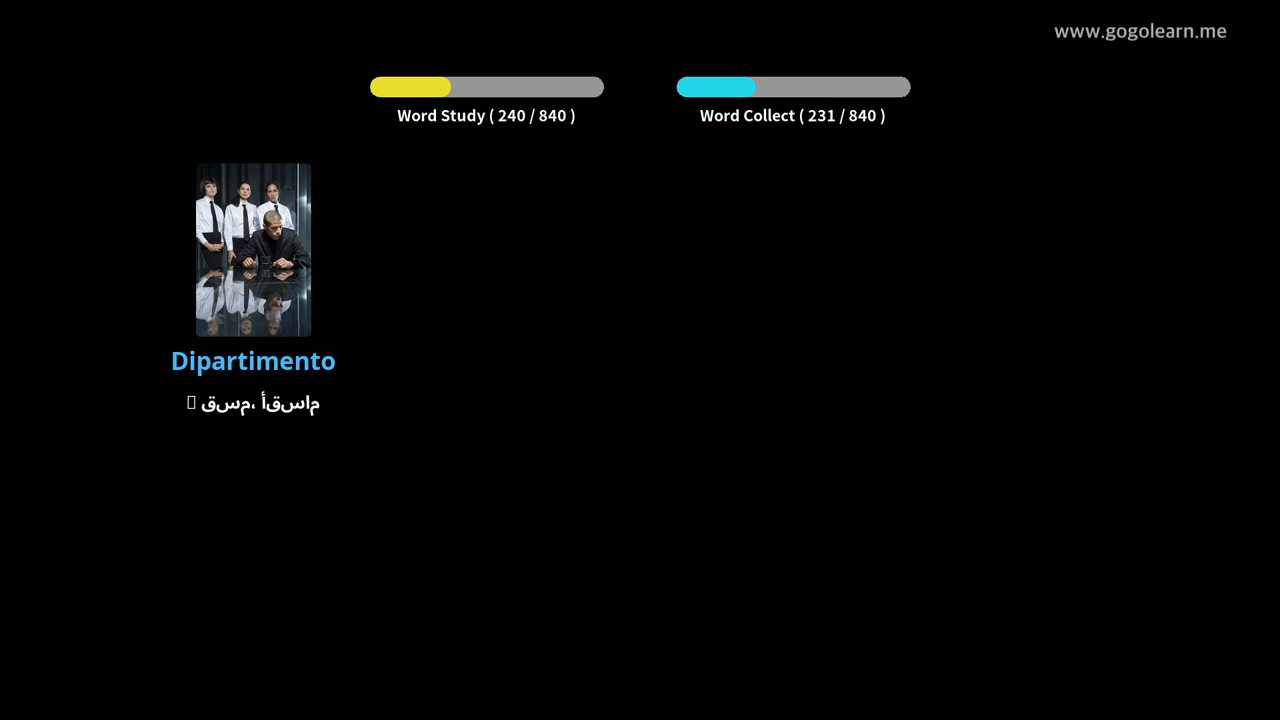 www.gogolearn.me
Word Study ( 240 / 840 )
Word Collect ( 231 / 840 )
Dipartimento
قسم، أقسام